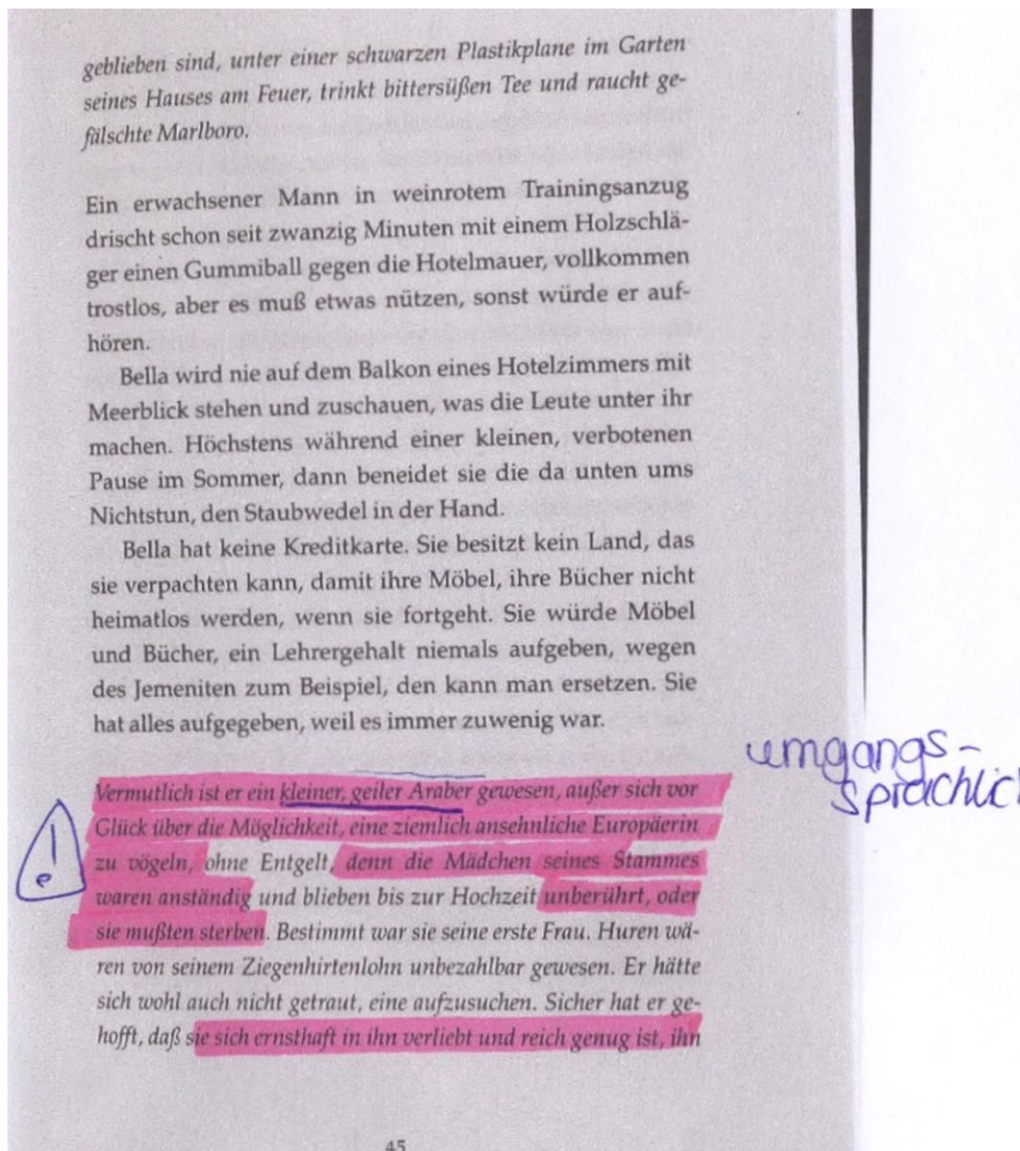 geblieben sind, unter einer schwarzen Plastikplane im Garten
seines Hauses am Feuer, trinkt bittersüßen Tee und raucht ge-
fälschte Marlboro.
Ein erwachsener Mann in weinrotem Trainingsanzug
drischt schon seit zwanzig Minuten mit einem Holzschlä-
ger einen Gummiball gegen die Hotelmauer, vollkommen
trostlos, aber es muß etwas nützen, sonst würde er auf-
hören.
Bella wird nie auf dem Balkon eines Hotelzimmers mit
Meerblick stehen und zuschauen, was die Leute unter ihr
machen. Höchstens während einer kleinen, verbotenen
Pause im Sommer, dann beneidet sie die da unten ums
Nichtstun, den Staubwedel in der Hand.
Bella hat keine Kreditkarte. Sie besitzt kein Land, das
sie verpachten kann, damit ihre Möbel, ihre Bücher nicht
heimatlos werden, wenn sie fortgeht. Sie würde Möbel
und Bücher, ein Lehrergehalt niemals aufgeben, wegen
des Jemeniten zum Beispiel, den kann man ersetzen. Sie
hat alles aufgegeben, weil es immer zuwenig war.
umgangs-
sprachlich
Vermutlich ist er ein kleiner, geiler Araber gewesen, außer sich vor
Glück über die Möglichkeit, eine ziemlich ansehnliche Europäerin
zu vögeln, ohne Entgelt, denn die Mädchen seines Stammes
waren anständig und blieben bis zur Hochzeit unberührt, oder
sie mußten sterben. Bestimmt war sie seine erste Frau. Huren wä-
ren von seinem Ziegenhirtenlohn unbezahlbar gewesen. Er hätte
sich wohl auch nicht getraut, eine aufzusuchen. Sicher hat er ge-
hofft, daß sie sich ernsthaft in ihn verliebt und reich genug ist, ihn
45